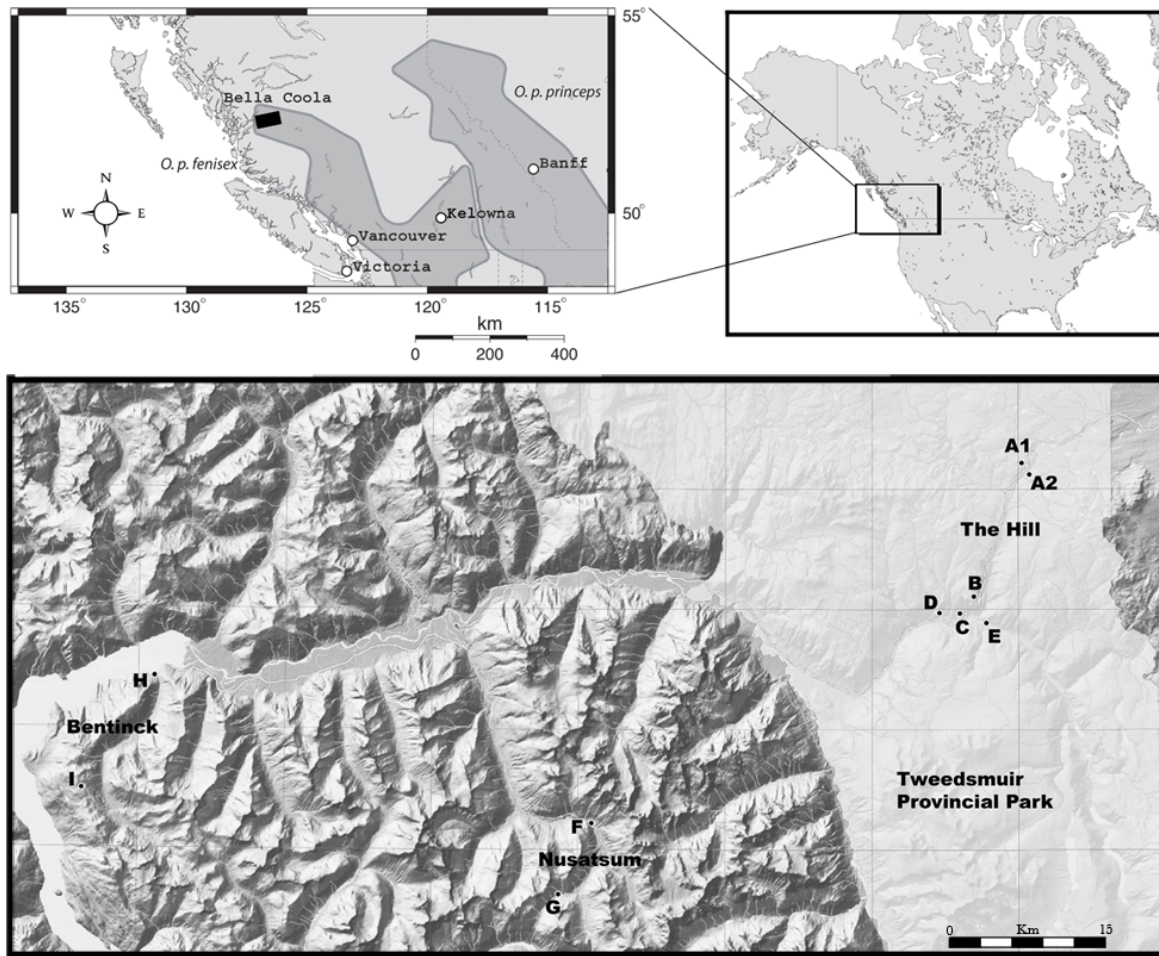 55°
Bella Coola
O. p. princeps
O. p. fenisex
Banff
N
W E
S
50°
Kelowna
Vancouver
Victoria
135° 130° 125° 120° 115°
km
0 200 400
A1
A2
The Hill
B
D
C
E
H
Bentinck
I
Tweedsmuir
Provincial Park
F
Nusatsum
G
0 Km 15